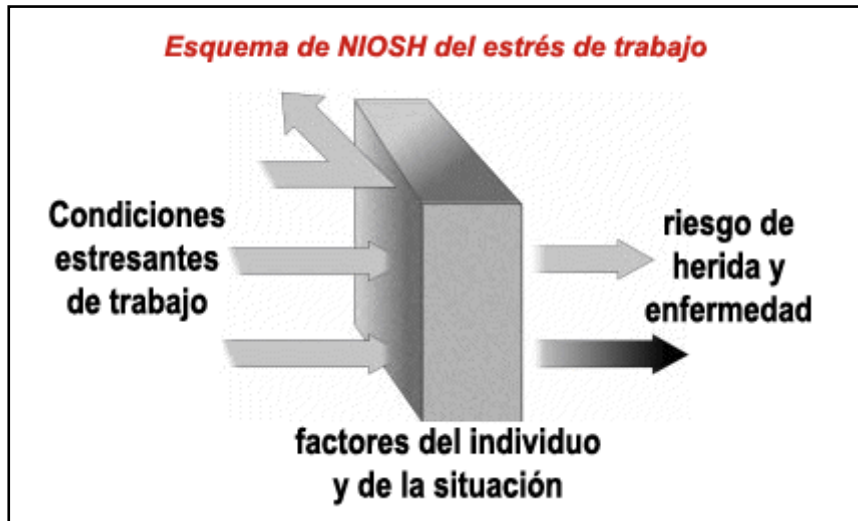 Esquema de NIOSH del estrés de trabajo
Condiciones
estresantes
de trabajo
riesgo de
herida y
enfermedad
factores del individuo
y de la situación